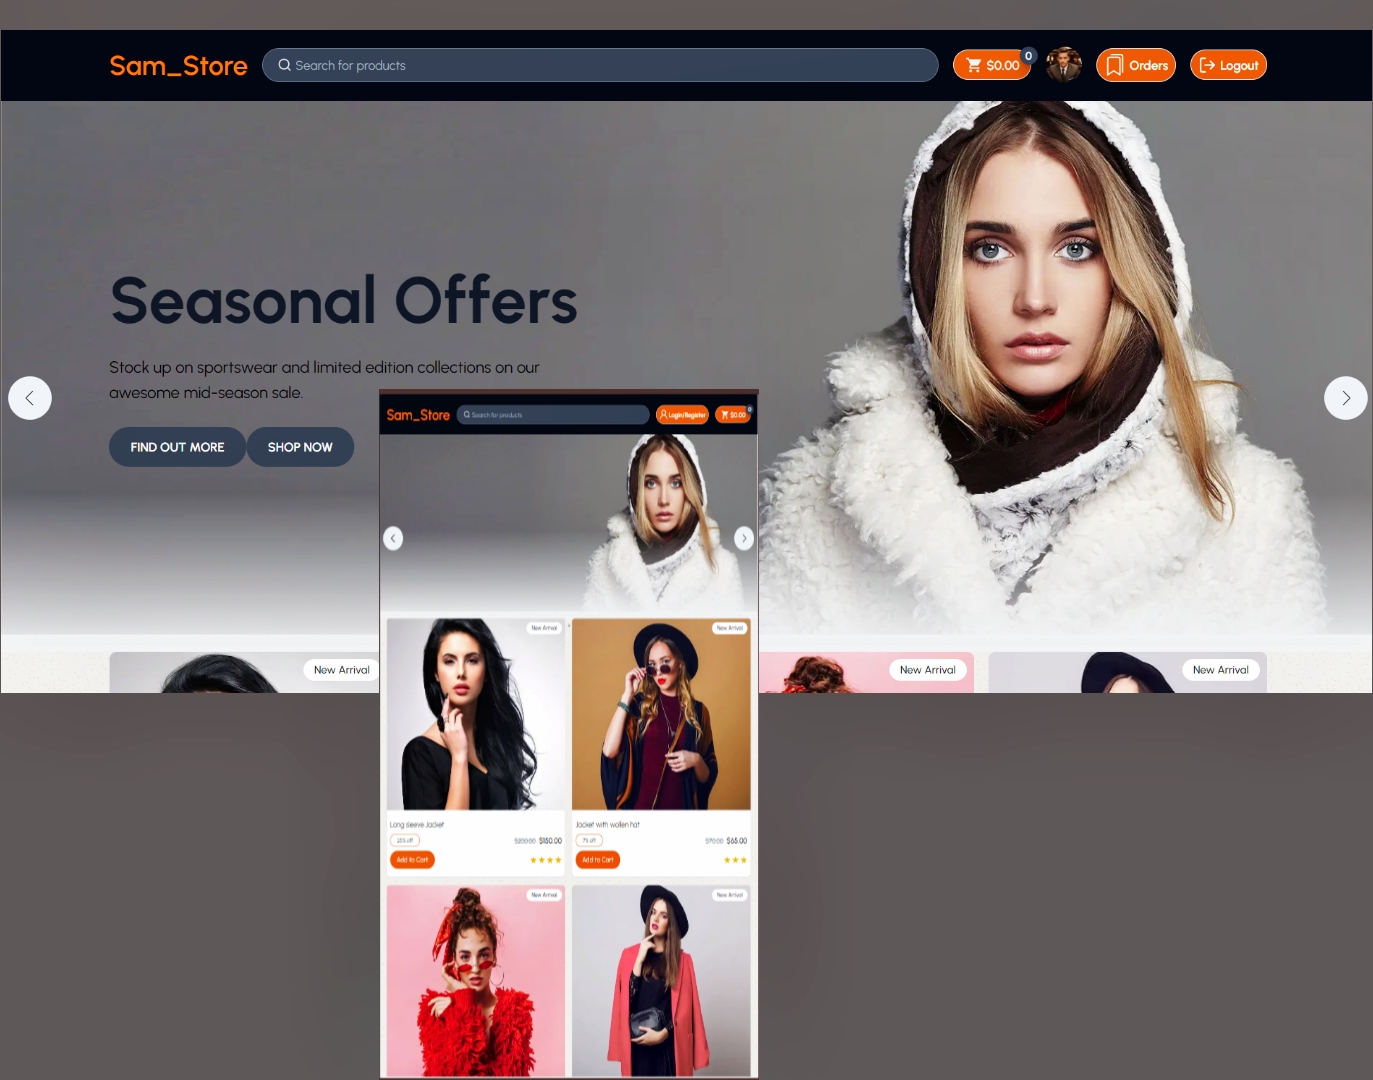 Sam_Store
Search for products
$0.00
0
Orders
Logout
Seasonal Offers
Stock up on sportswear and limited edition collections on our
awesome mid-season sale.
FIND OUT MORE
SHOP NOW
New Arrival
New Arrival
New Arrival
Sam_Store
Search for products
Login/Register
$0.00
0
New Arrival
New Arrival
Long sleeve Jacket
25% off
$200.00 $150.00
Add to Cart
Jacket with wollen hat
7% off
$70.00 $65.00
Add to Cart
New Arrival
New Arrival